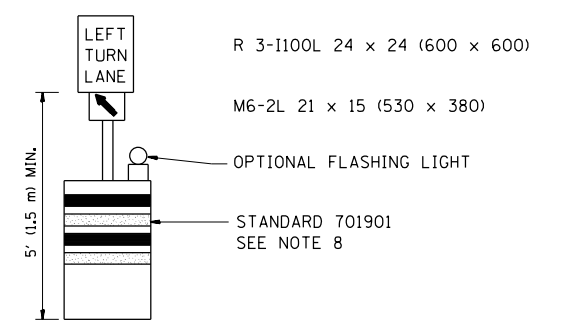 LEFT
TURN
LANE
R 3-I100L 24 x 24 (600 x 600)
M6-2L 21 x 15 (530 x 380)
OPTIONAL FLASHING LIGHT
5' (1.5 m) MIN.
STANDARD 701901
SEE NOTE 8